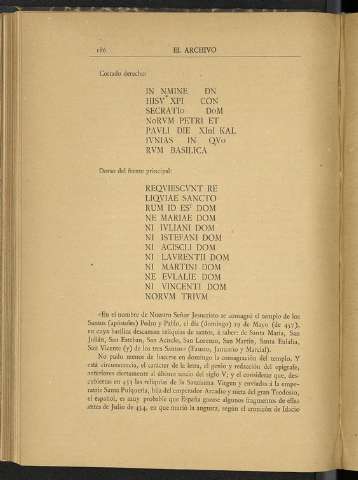 186
EL ARCHIVO
Costado derecho:
IN NMINE DN
HISV XPI CON
SECRATIo DoM
NoRVM PETRI ET
PAVLI DIE XIııI KAL
IVNIAS IN QVo
RVM BASILICA
Dorso del frente principal:
REQVIESCVNT RE
LIQVIAE SANCTO
RUM ID EST DOM
NE MARIAE DOM
NI IVLIANI DOM
NI ISTEFANI DOM
NI ACISCLI DOM
NI LAVRENTII DOM
NI MARTINI DOM
NE EVLALIE DOM
NI VINCENTI DOM
NORVM TRIVM
«En el nombre de Nuestro Señor Jesucristo se consagró el templo de los
Santos (apóstoles) Pedro y Pablo, el día (domingo) 19 de Mayo (de 457),
en cuya basílica descansan reliquias de santos, á saber: de Santa María, San
Julián, San Esteban, San Acisclo, San Lorenzo, San Martín, Santa Eulalia,
San Vicente (y) de los tres Santos» (Fausto, Januario y Marcial).
No pudo menos de hacerse en domingo la consagración del templo. Y
esta circunstancia, el carácter de la letra, el genio y redacción del epígrafe,
anteriores ciertamente al último tercio del siglo V; y el considerar que, des-
cubiertas en 453 las reliquias de la Santísima Virgen y enviadas á la empe-
ratriz Santa Pulqueria, hija del emperador Arcadio y nieta del gran Teodosio,
el español, es muy probable que España gozase algunos fragmentos de ellas
antes de Julio de 454, en que murió la augusta, según el cronicón de Idacio